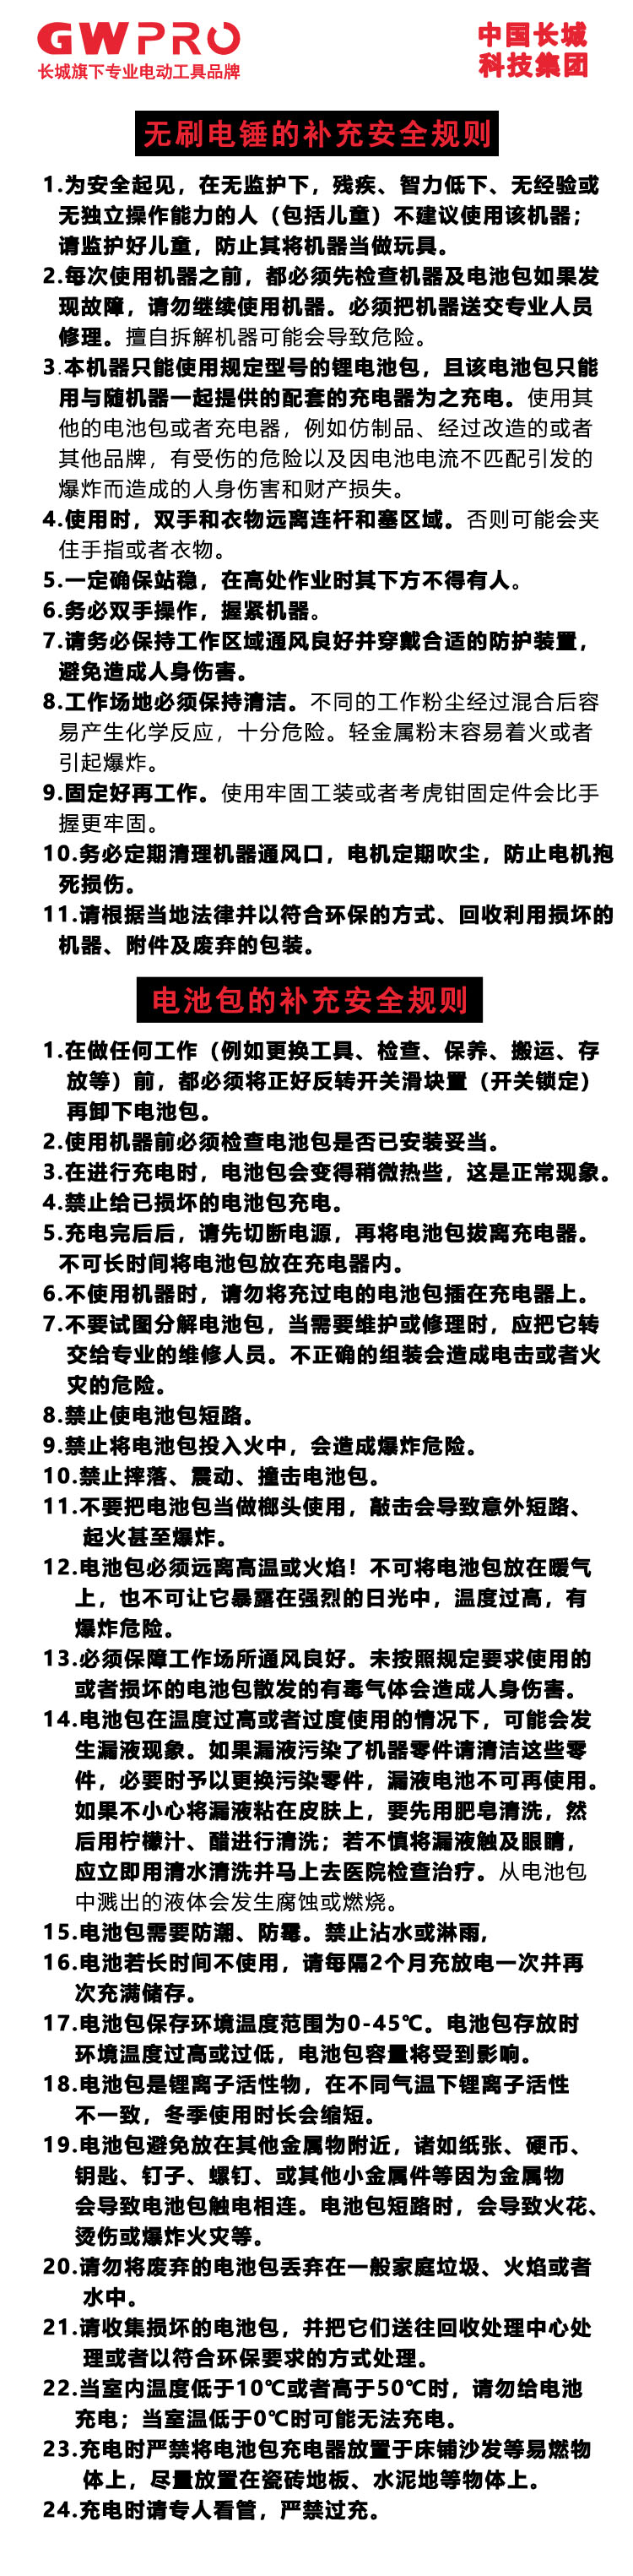 GWPRO
长城旗下专业电动工具品牌
中国长城
科技集团
无刷电锤的补充安全规则
1.为安全起见，在无监护下，残疾、智力低下、无经验或
无独立操作能力的人（包括儿童）不建议使用该机器；
请监护好儿童，防止其将机器当做玩具。
2.每次使用机器之前，都必须先检查机器及电池包如果发
现故障，请勿继续使用机器。必须把机器送交专业人员
修理。擅自拆解机器可能会导致危险。
3.本机器只能使用规定型号的锂电池包，且该电池包只能
用与随机器一起提供的配套的充电器为之充电。使用其
他的电池包或者充电器，例如仿制品、经过改造的或者
其他品牌，有受伤的危险以及因电池电流不匹配引发的
爆炸而造成的人身伤害和财产损失。
4.使用时，双手和衣物远离连杆和塞区域。否则可能会夹
住手指或者衣物。
5.一定确保站稳，在高处作业时其下方不得有人。
6.务必双手操作，握紧机器。
7.请务必保持工作区域通风良好并穿戴合适的防护装置，
避免造成人身伤害。
8.工作场地必须保持清洁。不同的工作粉尘经过混合后容
易产生化学反应，十分危险。轻金属粉末容易着火或者
引起爆炸。
9.固定好再工作。使用牢固工装或者考虎钳固定件会比手
握更牢固。
10.务必定期清理机器通风口，电机定期吹尘，防止电机抱
死损伤。
11.请根据当地法律并以符合环保的方式、回收利用损坏的
机器、附件及废弃的包装。
电池包的补充安全规则
1.在做任何工作（例如更换工具、检查、保养、搬运、存
放等）前，都必须将正好反转开关滑块置（开关锁定）
再卸下电池包。
2.使用机器前必须检查电池包是否已安装妥当。
3.在进行充电时，电池包会变得稍微热些，这是正常现象。
4.禁止给已损坏的电池包充电。
5.充电完后后，请先切断电源，再将电池包拔离充电器。
不可长时间将电池包放在充电器内。
6.不使用机器时，请勿将充过电的电池包插在充电器上。
7.不要试图分解电池包，当需要维护或修理时，应把它转
交给专业的维修人员。不正确的组装会造成电击或者火
灾的危险。
8.禁止使电池包短路。
9.禁止将电池包投入火中，会造成爆炸危险。
10.禁止摔落、震动、撞击电池包。
11.不要把电池包当做榔头使用，敲击会导致意外短路、
起火甚至爆炸。
12.电池包必须远离高温或火焰！不可将电池包放在暖气
上，也不可让它暴露在强烈的日光中，温度过高，有
爆炸危险。
13.必须保障工作场所通风良好。未按照规定要求使用的
或者损坏的电池包散发的有毒气体会造成人身伤害。
14.电池包在温度过高或者过度使用的情况下，可能会发
生漏液现象。如果漏液污染了机器零件请清洁这些零
件，必要时予以更换污染零件，漏液电池不可再使用。
如果不小心将漏液粘在皮肤上，要先用肥皂清洗，然
后用柠檬汁、醋进行清洗；若不慎将漏液触及眼睛，
应立即用清水清洗并马上去医院检查治疗。从电池包
中溅出的液体会发生腐蚀或燃烧。
15.电池包需要防潮、防霉。禁止沾水或淋雨,
16.电池若长时间不使用，请每隔2个月充放电一次并再
次充满储存。
17.电池包保存环境温度范围为0-45℃。电池包存放时
环境温度过高或过低，电池包容量将受到影响。
18.电池包是锂离子活性物，在不同气温下锂离子活性
不一致，冬季使用时长会缩短。
19.电池包避免放在其他金属物附近，诸如纸张、硬币、
钥匙、钉子、螺钉、或其他小金属件等因为金属物
会导致电池包触电相连。电池包短路时，会导致火花、
烫伤或爆炸火灾等。
20.请勿将废弃的电池包丢弃在一般家庭垃圾、火焰或者
水中。
21.请收集损坏的电池包，并把它们送往回收处理中心处
理或者以符合环保要求的方式处理。
22.当室内温度低于10℃或者高于50℃时，请勿给电池
充电；当室温低于0℃时可能无法充电。
23.充电时严禁将电池包充电器放置于床铺沙发等易燃物
体上，尽量放置在瓷砖地板、水泥地等物体上。
24.充电时请专人看管，严禁过充。